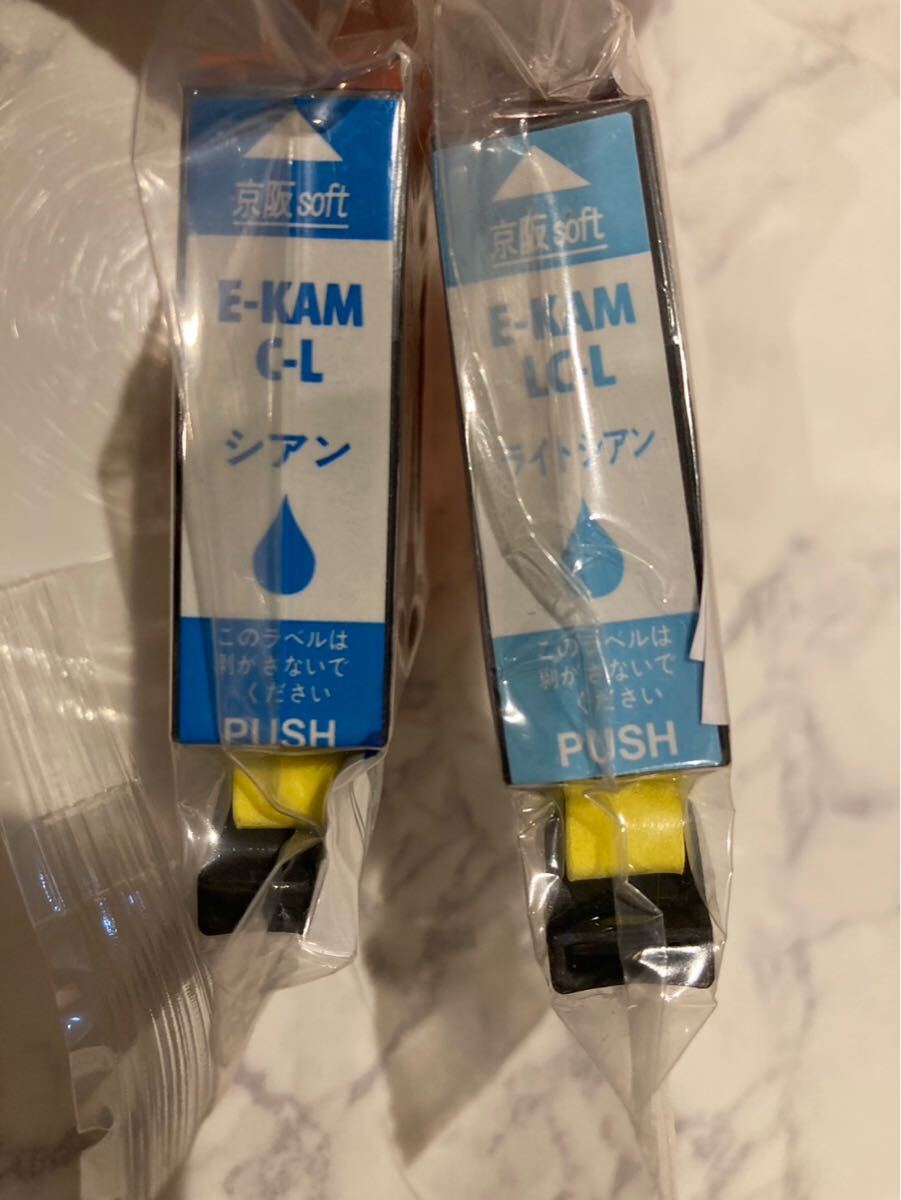 京阪soft
E-KAM
C-L
シアン
このラベルは
剥がさないで
ください
PUSH
京阪soft
E-KAM
LC-L
ライトシアン
このラベルは
剥がさないで
ください
PUSH